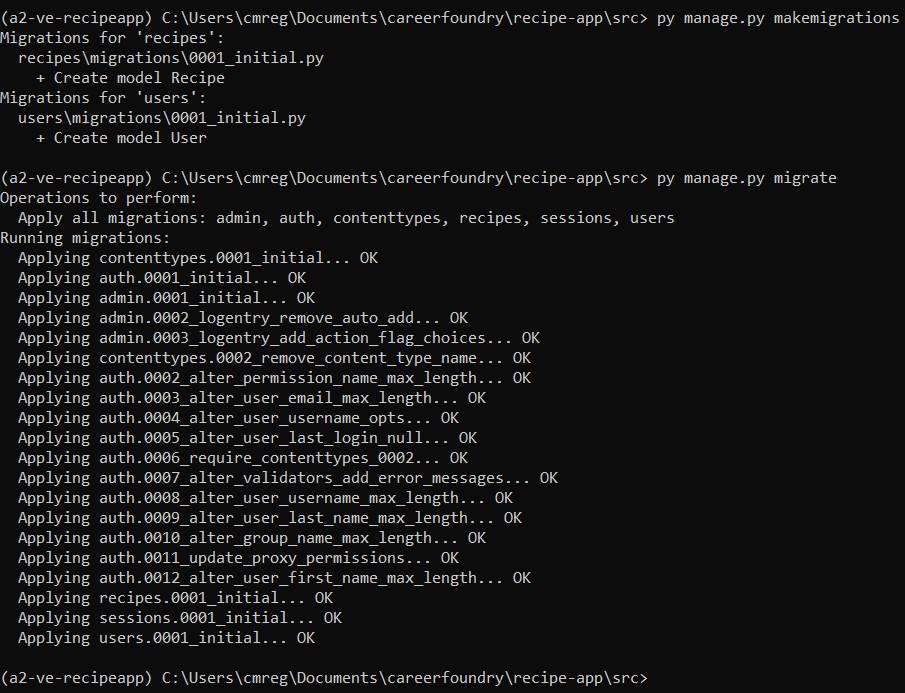 (a2-ve-recipeapp) C:\Users\cmreg\Documents\careerfoundry\recipe-app\src> py manage.py makemigrations
Migrations for 'recipes':
  recipes\migrations\0001_initial.py
    + Create model Recipe
Migrations for 'users':
  users\migrations\0001_initial.py
    + Create model User
(a2-ve-recipeapp) C:\Users\cmreg\Documents\careerfoundry\recipe-app\src> py manage.py migrate
Operations to perform:
  Apply all migrations: admin, auth, contenttypes, recipes, sessions, users
Running migrations:
  Applying contenttypes.0001_initial... OK
  Applying auth.0001_initial... OK
  Applying admin.0001_initial... OK
  Applying admin.0002_logentry_remove_auto_add... OK
  Applying admin.0003_logentry_add_action_flag_choices... OK
  Applying contenttypes.0002_remove_content_type_name... OK
  Applying auth.0002_alter_permission_name_max_length... OK
  Applying auth.0003_alter_user_email_max_length... OK
  Applying auth.0004_alter_user_username_opts... OK
  Applying auth.0005_alter_user_last_login_null... OK
  Applying auth.0006_require_contenttypes_0002... OK
  Applying auth.0007_alter_validators_add_error_messages... OK
  Applying auth.0008_alter_user_username_max_length... OK
  Applying auth.0009_alter_user_last_name_max_length... OK
  Applying auth.0010_alter_group_name_max_length... OK
  Applying auth.0011_update_proxy_permissions... OK
  Applying auth.0012_alter_user_first_name_max_length... OK
  Applying recipes.0001_initial... OK
  Applying sessions.0001_initial... OK
  Applying users.0001_initial... OK
(a2-ve-recipeapp) C:\Users\cmreg\Documents\careerfoundry\recipe-app\src>